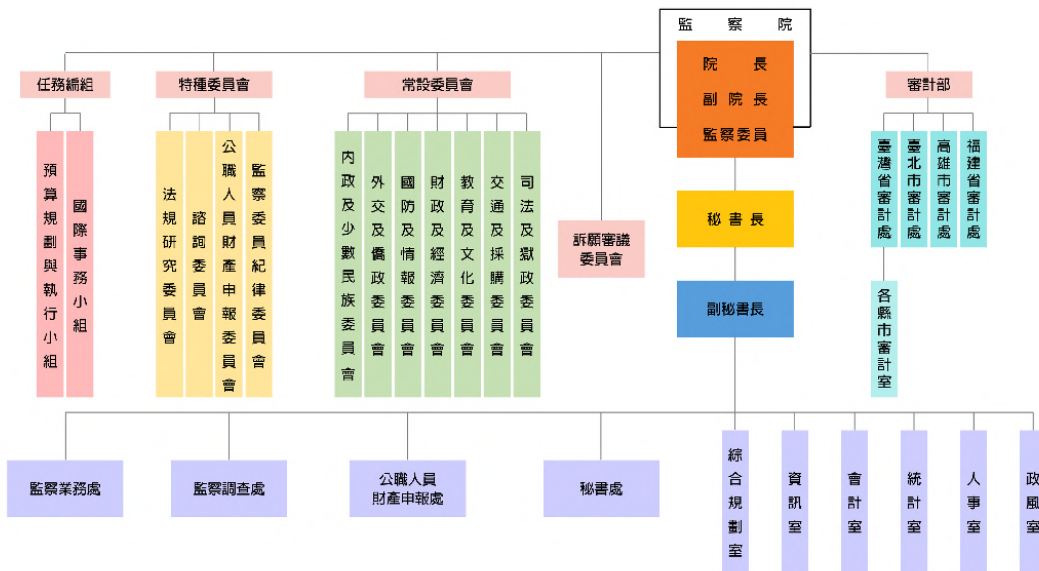 監察院
院長
副院長
監察委員
任務編組
特種委員會
常設委員會
審計部
預算規劃與執行小組
國際事務小組
法規研究委員會
諮詢委員會
公職人員財產申報委員會
監察委員紀律委員會
內政及少數民族委員會
外交及僑政委員會
國防及情報委員會
財政及經濟委員會
教育及文化委員會
交通及採購委員會
司法及獄政委員會
訴願審議
委員會
秘書長
副秘書長
臺灣省審計處
臺北市審計處
高雄市審計處
福建省審計處
各縣市審計室
監察業務處
監察調查處
公職人員
財產申報處
秘書處
綜合規劃室
資訊室
會計室
統計室
人事室
政風室